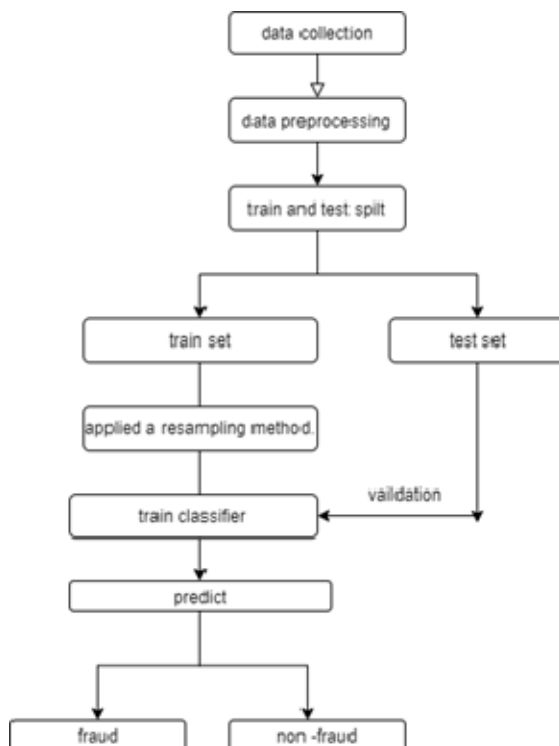 data collection
data preprocessing
train and test spilt
train set
test set
applied a resampling method.
vaildation
train classifier
predict
fraud
non -fraud